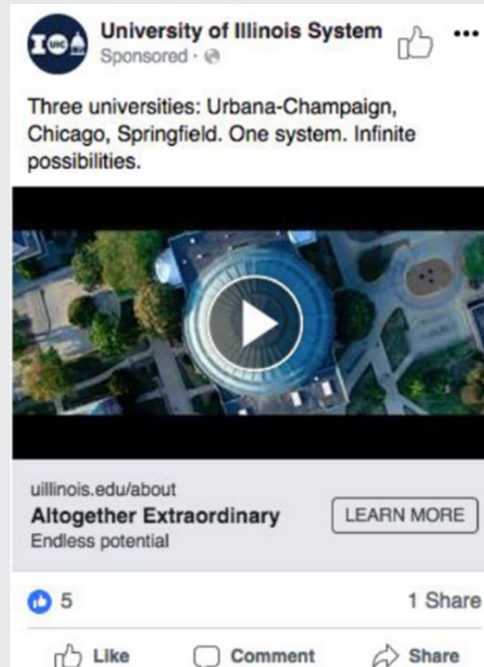 University of Illinois System
Sponsored ·
Three universities: Urbana-Champaign,
Chicago, Springfield. One system. Infinite
possibilities.
uillinois.edu/about
Altogether Extraordinary
LEARN MORE
Endless potential
5
1 Share
Like
Comment
Share
UIC